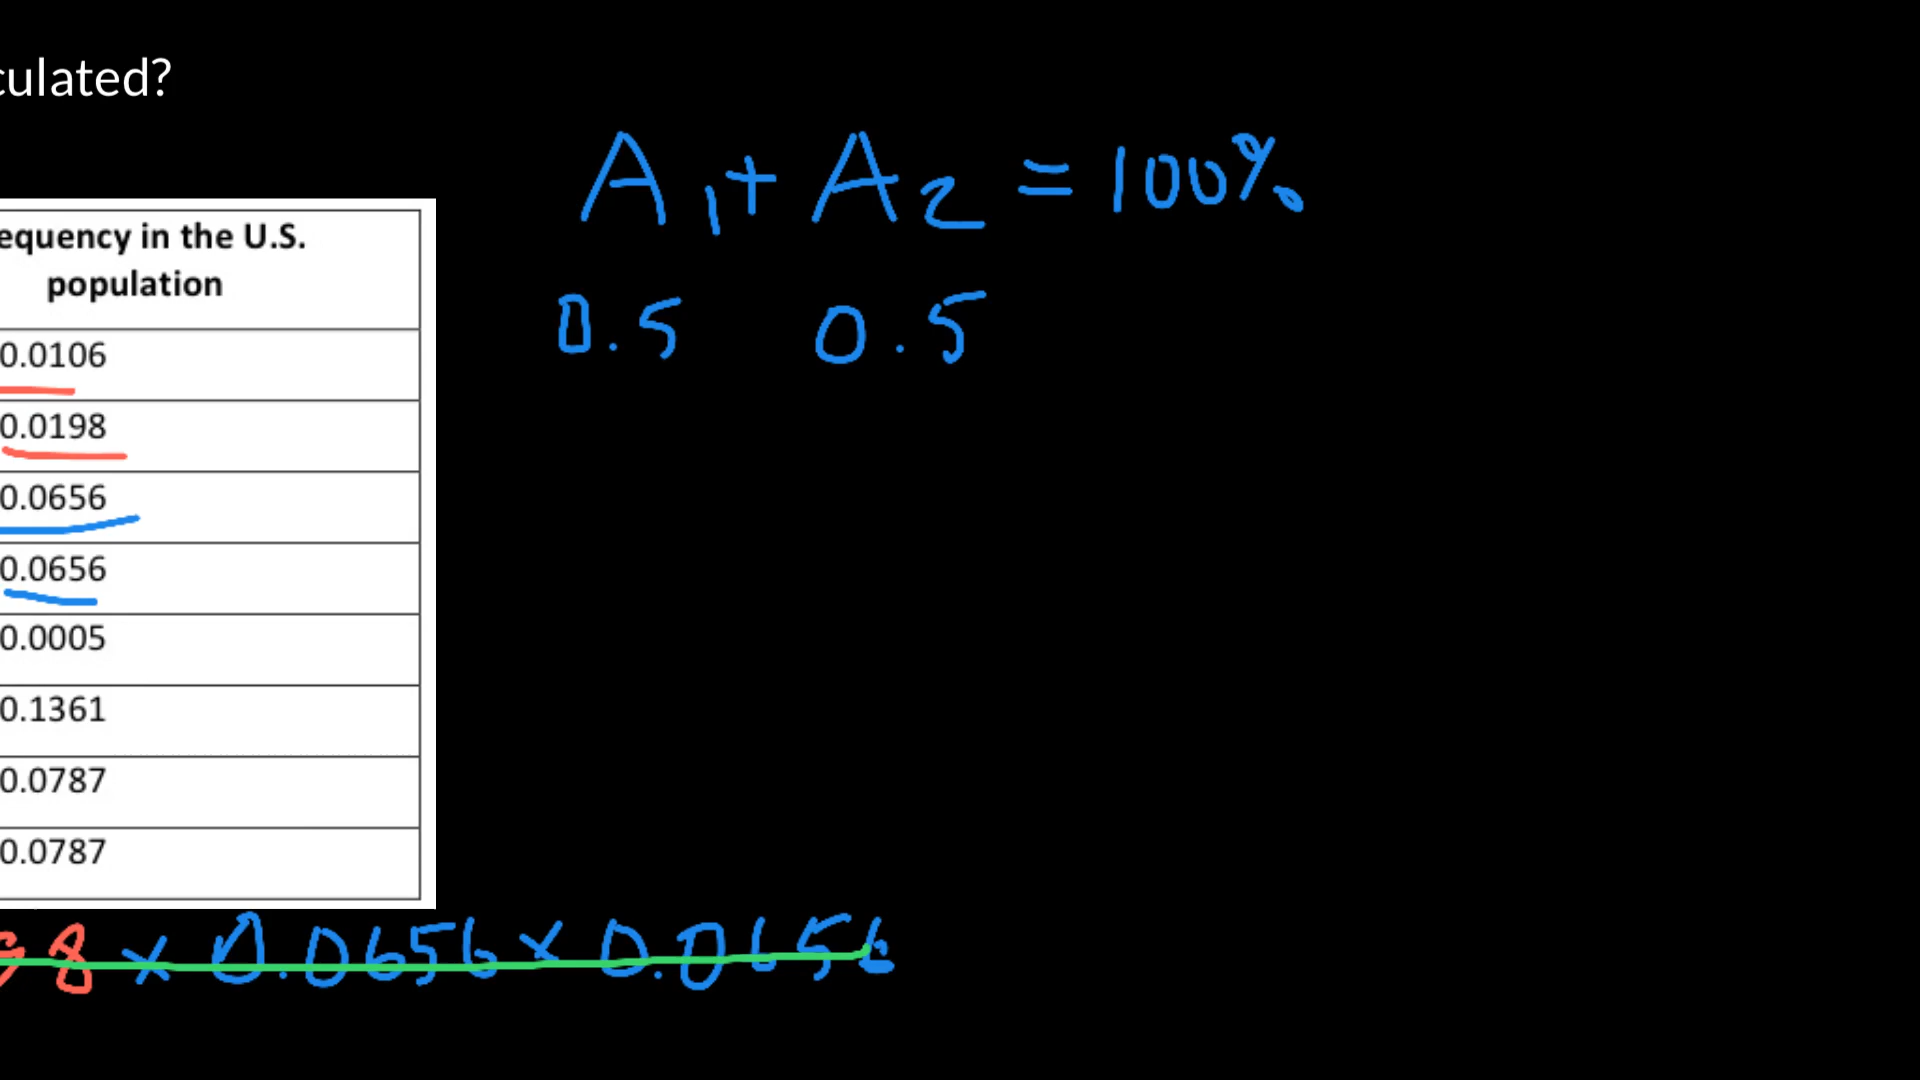 culated?
A1 + A2 = 100%
equency in the U.S.
population
0.5 0.5
0.0106
0.0198
0.0656
0.0656
0.0005
0.1361
0.0787
0.0787
98 × 0.0656 × 0.0656